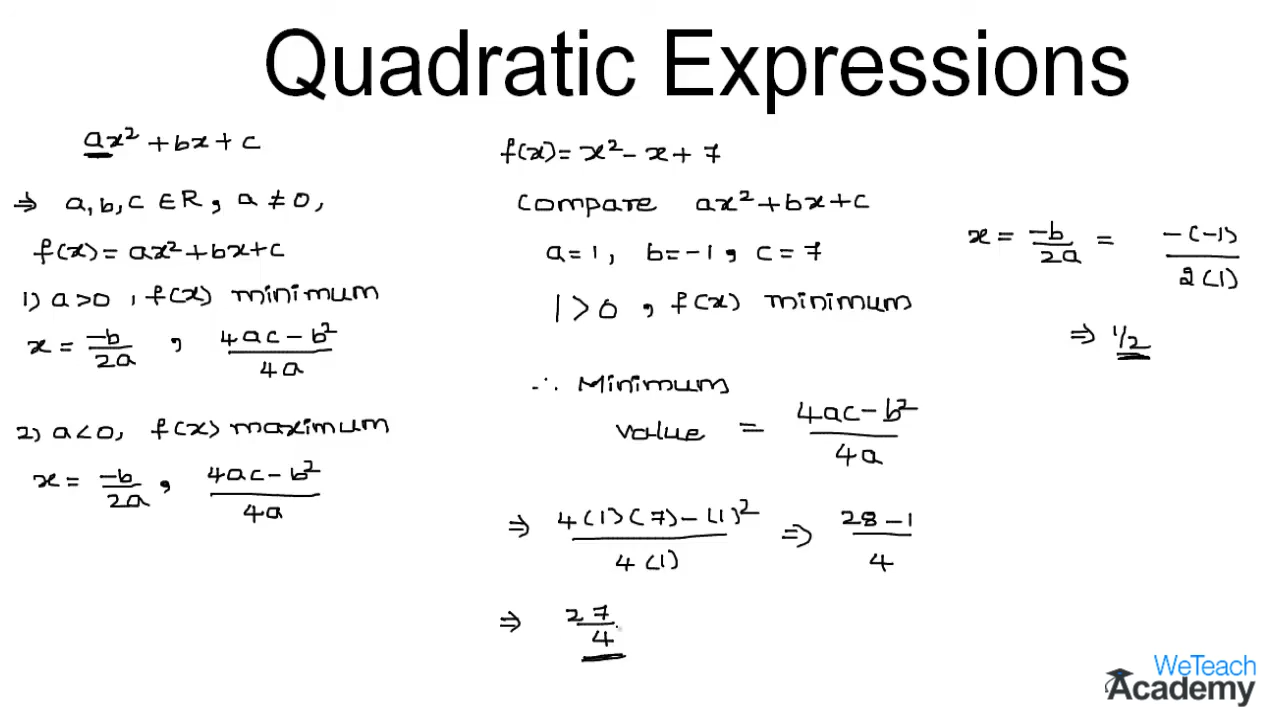 Quadratic Expressions
ax² + bx + c
⇒ a, b, c ∈ R, a ≠ 0,
f(x) = ax² + bx + c
1) a > 0, f(x) minimum
x = -b/2a , (4ac - b²)/4a
2) a < 0, f(x) maximum
x = -b/2a , (4ac - b²)/4a
f(x) = x² - x + 7
compare ax² + bx + c
a = 1, b = -1, c = 7
1 > 0, f(x) minimum
∴ Minimum
value = (4ac - b²)/4a
⇒ (4(1)(7) - (1)²)/4(1) ⇒ (28 - 1)/4
⇒ 27/4
x = -b/2a = -(-1)/2(1)
⇒ 1/2
WeTeach
Academy